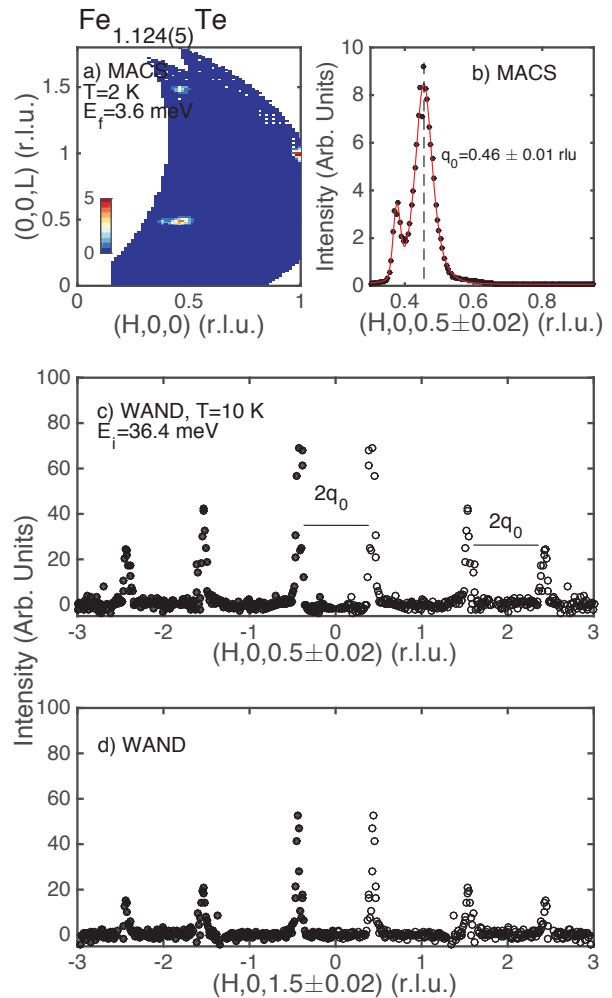 Fe1.124(5)Te
a) MACS
T=2 K
Ef=3.6 meV
(0,0,L) (r.l.u.)
1.5
1
0.5
0
5
0
0
0.5
1
(H,0,0) (r.l.u.)
b) MACS
q0=0.46 ± 0.01 rlu
Intensity (Arb. Units)
10
8
6
4
2
0
0.4
0.6
0.8
(H,0,0.5±0.02) (r.l.u.)
c) WAND, T=10 K
Ei=36.4 meV
2q0
2q0
100
80
60
40
20
0
-3 -2 -1 0 1 2 3
(H,0,0.5±0.02) (r.l.u.)
Intensity (Arb. Units)
d) WAND
100
80
60
40
20
0
-3 -2 -1 0 1 2 3
(H,0,1.5±0.02) (r.l.u.)